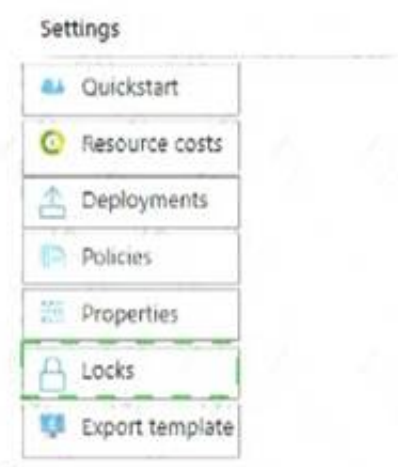 Settings
Quickstart
Resource costs
Deployments
Policies
Properties
Locks
Export template